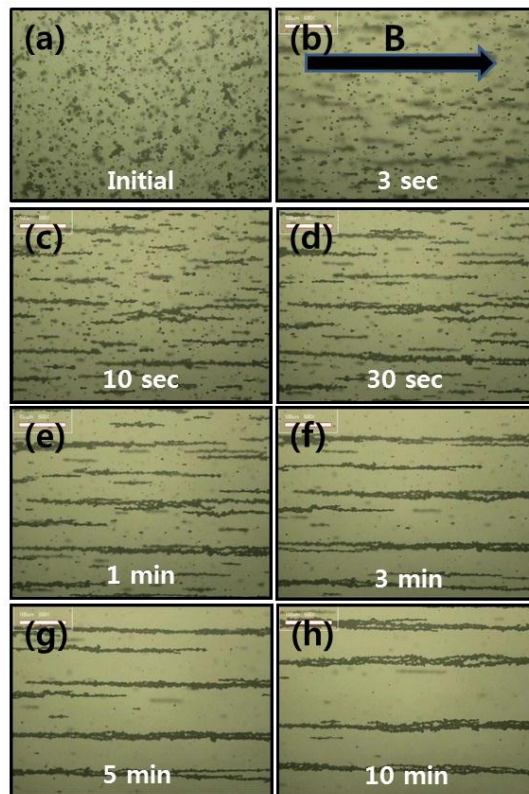 (a)
Initial
(b)
B
3 sec
(c)
10 sec
(d)
30 sec
(e)
1 min
(f)
3 min
(g)
5 min
(h)
10 min